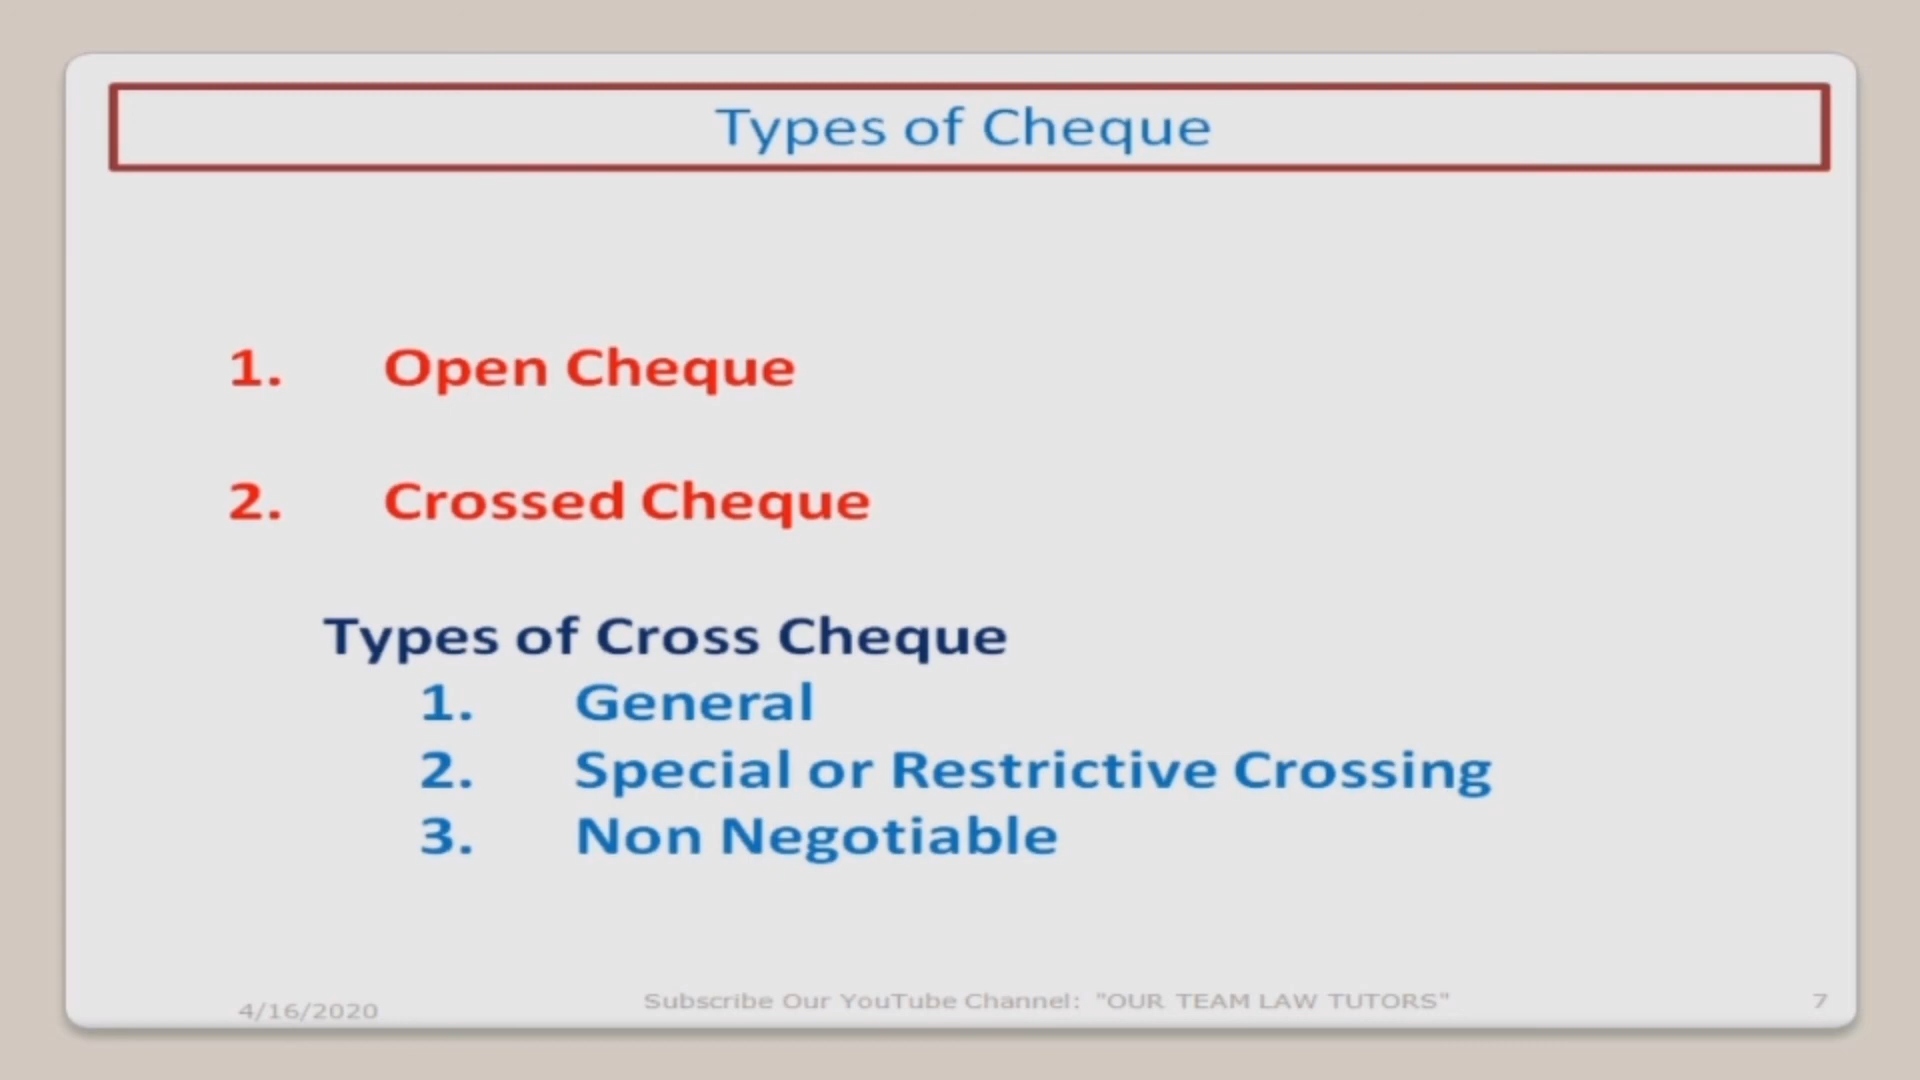 Types of Cheque
1. Open Cheque
2. Crossed Cheque
Types of Cross Cheque
1. General
2. Special or Restrictive Crossing
3. Non Negotiable
4/16/2020
Subscribe Our YouTube Channel: "OUR TEAM LAW TUTORS"
7